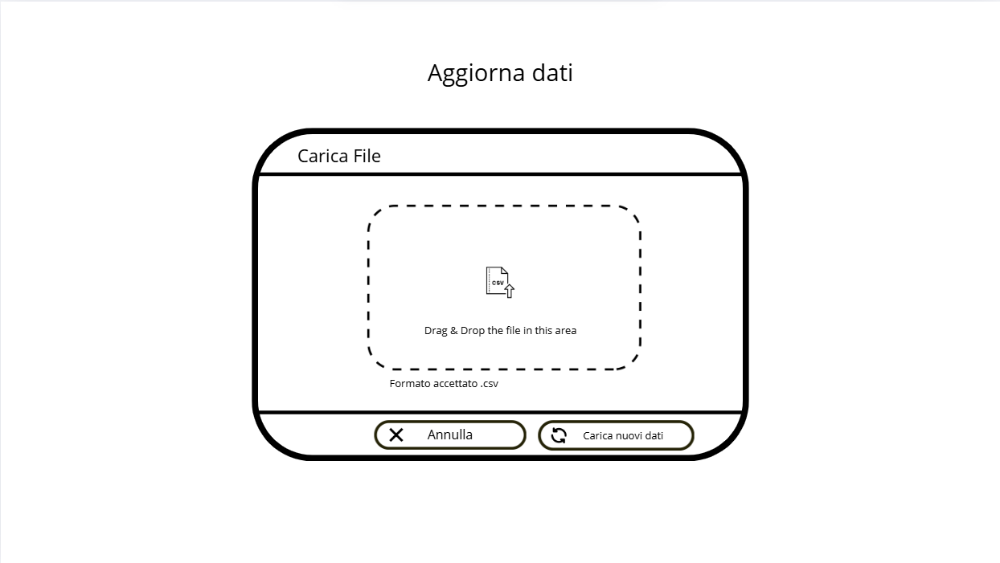 Aggiorna dati
Carica File
CSV
Drag & Drop the file in this area
Formato accettato .csv
Annulla
Carica nuovi dati